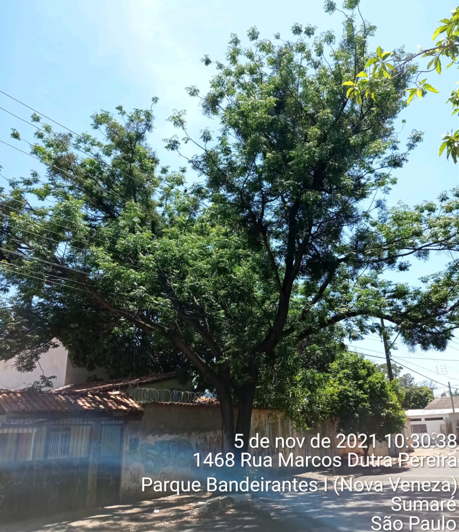 5 de nov de 2021 10:30:38
1468 Rua Marcos Dutra Pereira
Parque Bandeirantes I (Nova Veneza)
Sumaré
São Paulo